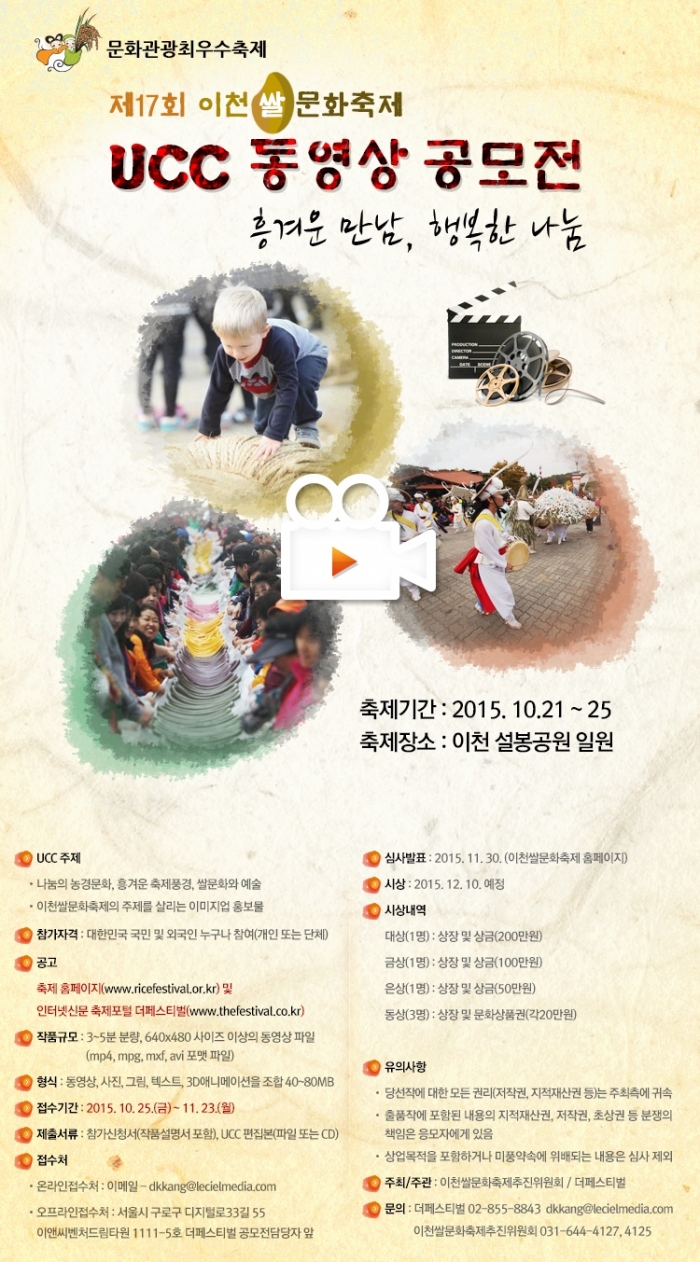 문화관광최우수축제
제17회 이천쌀문화축제
UCC 동영상 공모전
흥겨운 만남, 행복한 나눔
PRODUCTION
DIRECTOR
CAMERA
DATE SCENE
축제기간 : 2015. 10.21 ~ 25
축제장소 : 이천 설봉공원 일원
UCC 주제
• 나눔의 농경문화, 흥겨운 축제풍경, 쌀문화와 예술
• 이천쌀문화축제의 주제를 살리는 이미지업 홍보물
참가자격 : 대한민국 국민 및 외국인 누구나 참여(개인 또는 단체)
공고
축제 홈페이지(www.ricefestival.or.kr) 및
인터넷신문 축제포털 더페스티벌(www.thefestival.co.kr)
작품규모 : 3~5분 분량, 640x480 사이즈 이상의 동영상 파일
(mp4, mpg, mxf, avi 포맷 파일)
형식 : 동영상, 사진, 그림, 텍스트, 3D애니메이션을 조합 40~80MB
접수기간 : 2015. 10. 25.(금) ~ 11. 23.(월)
제출서류 : 참가신청서(작품설명서 포함), UCC 편집본(파일 또는 CD)
접수처
• 온라인접수처 : 이메일 – dkkang@lecielmedia.com
• 오프라인접수처 : 서울시 구로구 디지털로33길 55
이앤씨벤처드림타워 1111-5호 더페스티벌 공모전담당자 앞
심사발표 : 2015. 11. 30. (이천쌀문화축제 홈페이지)
시상 : 2015. 12. 10. 예정
시상내역
대상(1명) : 상장 및 상금(200만원)
금상(1명) : 상장 및 상금(100만원)
은상(1명) : 상장 및 상금(50만원)
동상(3명) : 상장 및 문화상품권(각20만원)
유의사항
• 당선작에 대한 모든 권리(저작권, 지적재산권 등)는 주최측에 귀속
• 출품작에 포함된 내용의 지적재산권, 저작권, 초상권 등 분쟁의
책임은 응모자에게 있음
• 상업목적을 포함하거나 미풍약속에 위배되는 내용은 심사 제외
주최/주관 : 이천쌀문화축제추진위원회 / 더페스티벌
문의 : 더페스티벌 02-855-8843 dkkang@lecielmedia.com
이천쌀문화축제추진위원회 031-644-4127, 4125